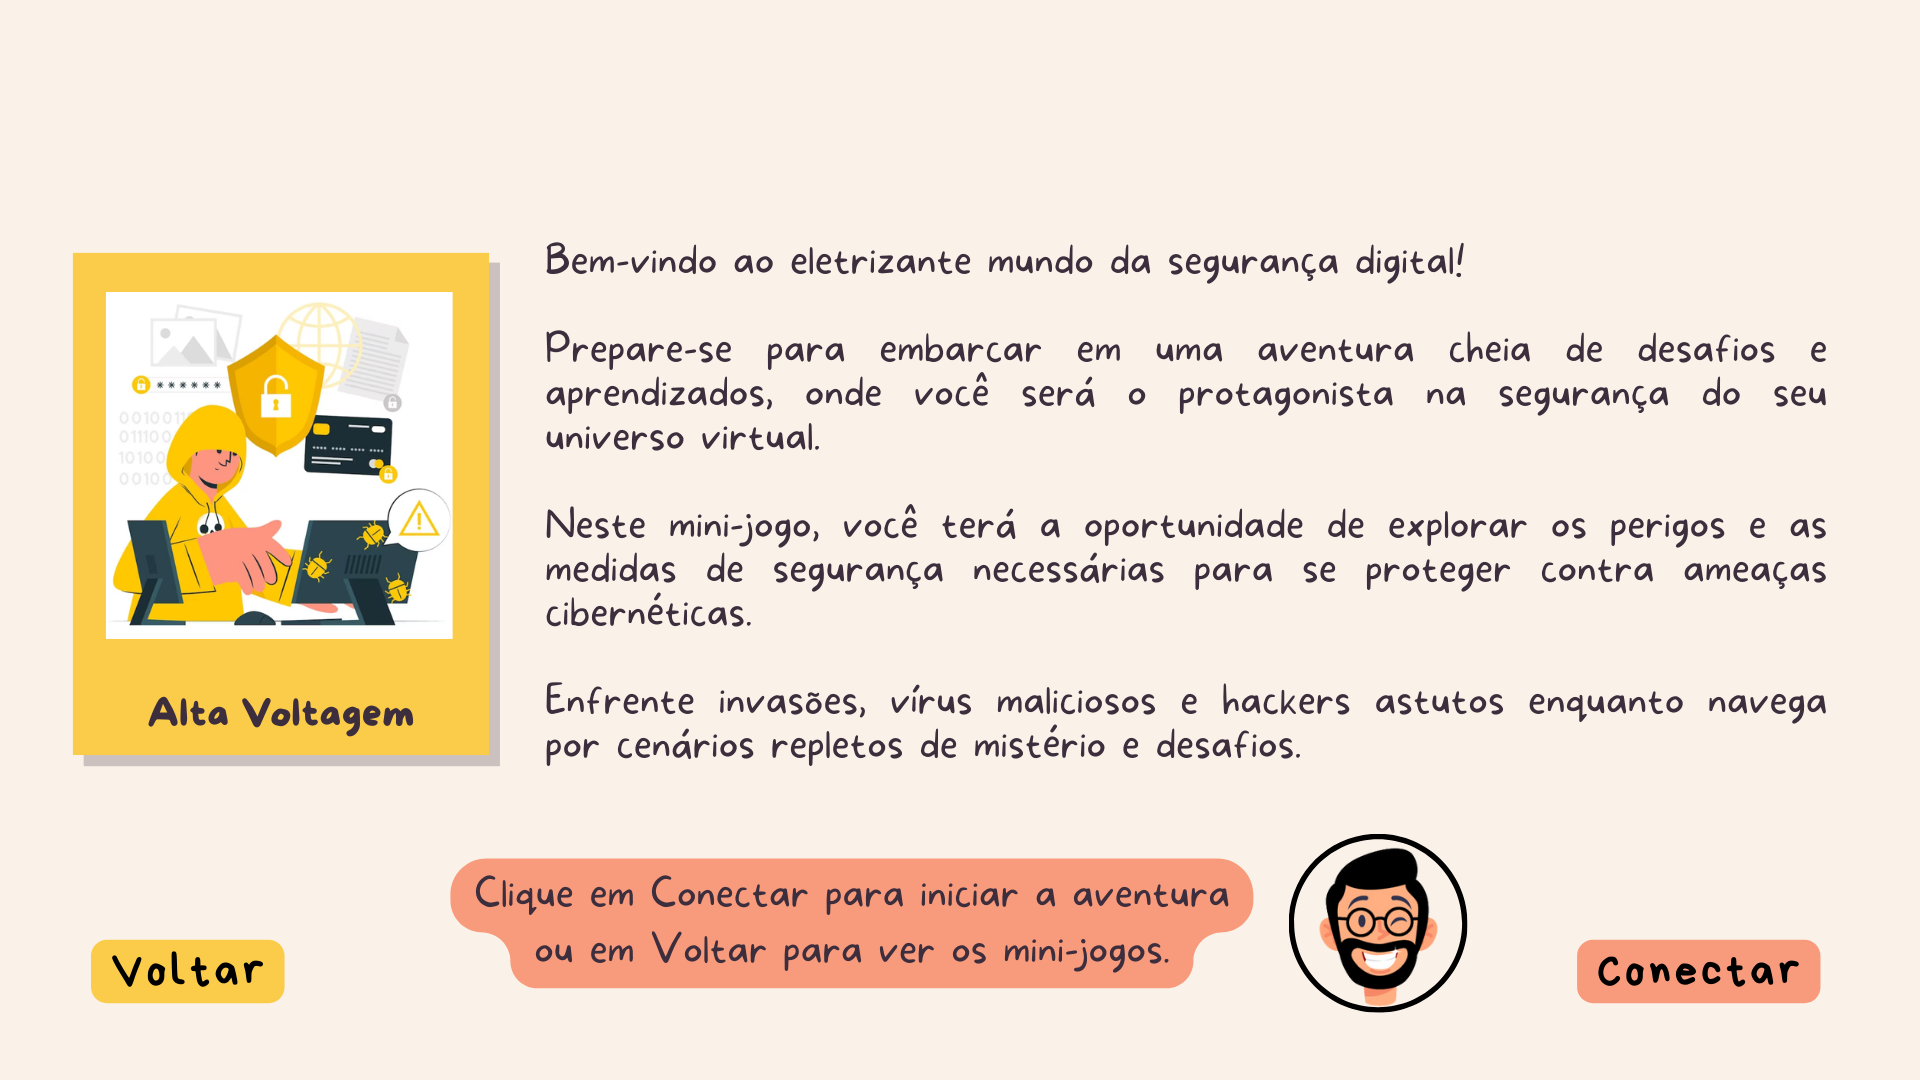 Bem-vindo ao eletrizante mundo da segurança digital!
Prepare-se para embarcar em uma aventura cheia de desafios e
aprendizados, onde você será o protagonista na segurança do seu
universo virtual.
Neste mini-jogo, você terá a oportunidade de explorar os perigos e as
medidas de segurança necessárias para se proteger contra ameaças
cibernéticas.
Enfrente invasões, vírus maliciosos e hackers astutos enquanto navega
por cenários repletos de mistério e desafios.
******
Alta Voltagem
Clique em Conectar para iniciar a aventura
ou em Voltar para ver os mini-jogos.
Voltar
Conectar